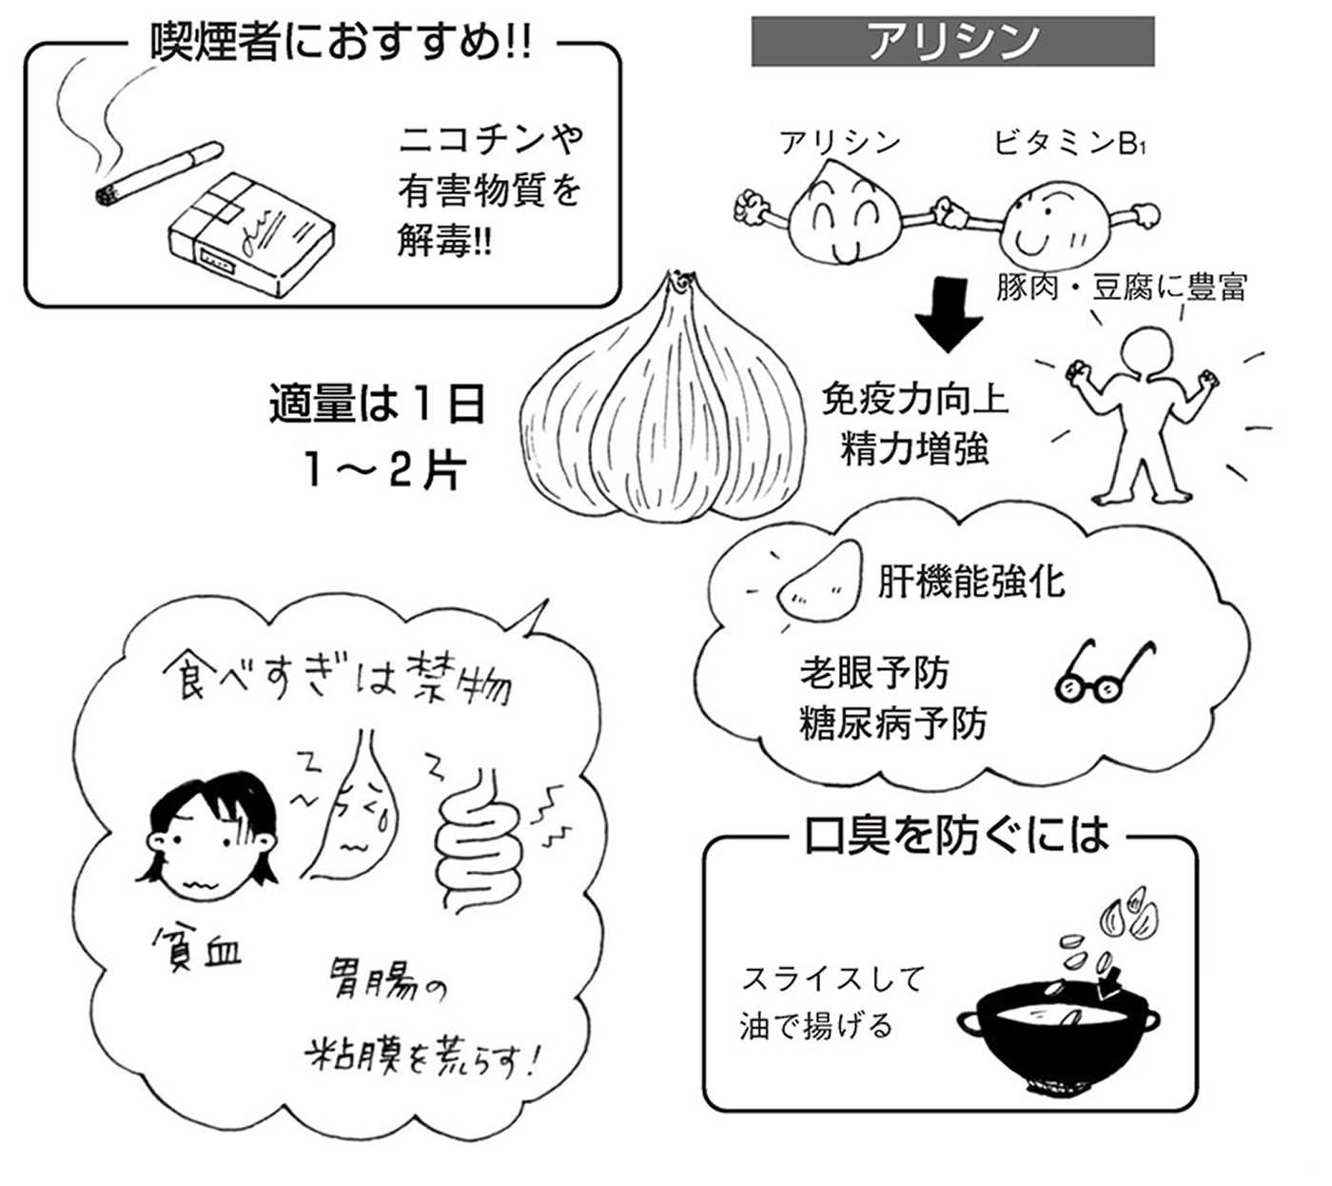 喫煙者におすすめ!!
ニコチンや
有害物質を
解毒!!
アリシン
アリシン
ビタミンB₁
豚肉・豆腐に豊富
免疫力向上
精力増強
適量は1日
1〜2片
肝機能強化
老眼予防
糖尿病予防
食べすぎは禁物
貧血
胃腸の
粘膜を荒らす!
口臭を防ぐには
スライスして
油で揚げる